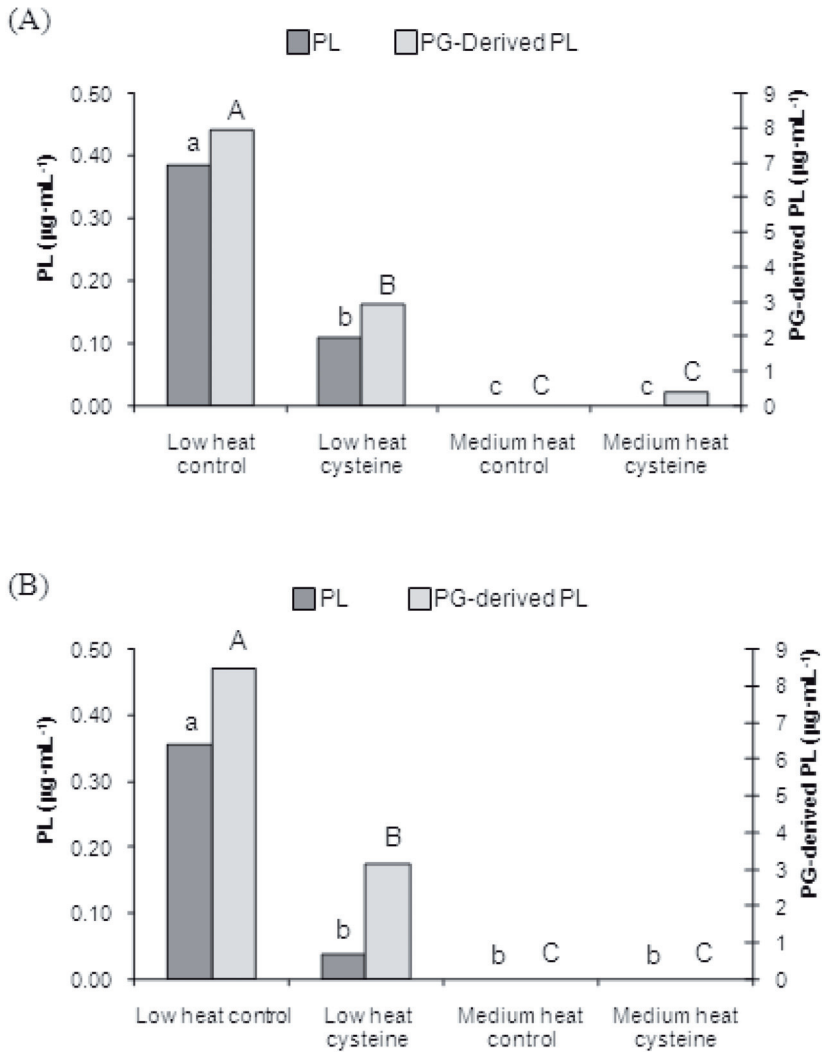 (A)
PL PG-Derived PL
PL (µg·mL⁻¹)
0.50
0.40
0.30
0.20
0.10
0.00
a A
b B
c C
c C
9
8
7
6
5
4
3
2
1
0
PG-derived PL (µg·mL⁻¹)
Low heat control
Low heat cysteine
Medium heat control
Medium heat cysteine
(B)
PL PG-derived PL
PL (µg·mL⁻¹)
0.50
0.40
0.30
0.20
0.10
0.00
a A
b B
b C
b C
9
8
7
6
5
4
3
2
1
0
PG-derived PL (µg·mL⁻¹)
Low heat control
Low heat cysteine
Medium heat control
Medium heat cysteine